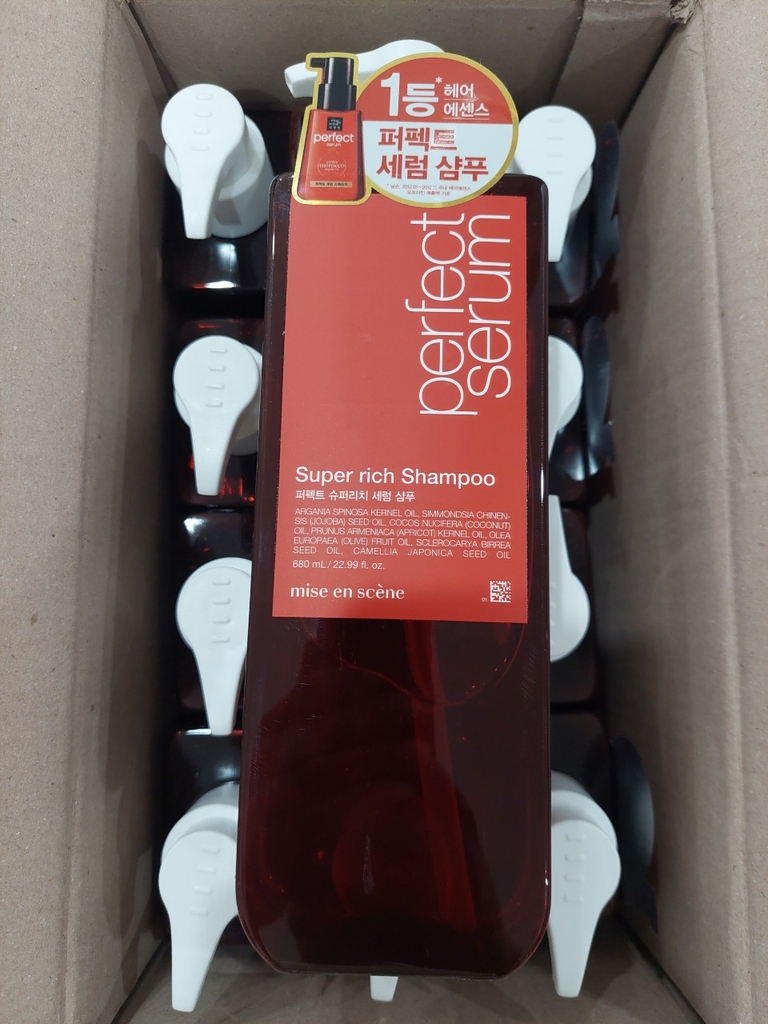 1등*
헤어
에센스
퍼펙트
세럼 샴푸
perfect
serum
perfect
serum
Super rich Shampoo
퍼펙트 슈퍼리치 세럼 샴푸
ARGANIA SPINOSA KERNEL OIL, SIMMONDSIA CHINEN-
SIS (JOJOBA) SEED OIL, COCOS NUCIFERA (COCONUT)
OIL, PRUNUS ARMENIACA (APRICOT) KERNEL OIL, OLEA
EUROPAEA (OLIVE) FRUIT OIL, SCLEROCARYA BIRREA
SEED OIL, CAMELLIA JAPONICA SEED OIL
680 mL / 22.99 fl. oz.
mise en scène
01